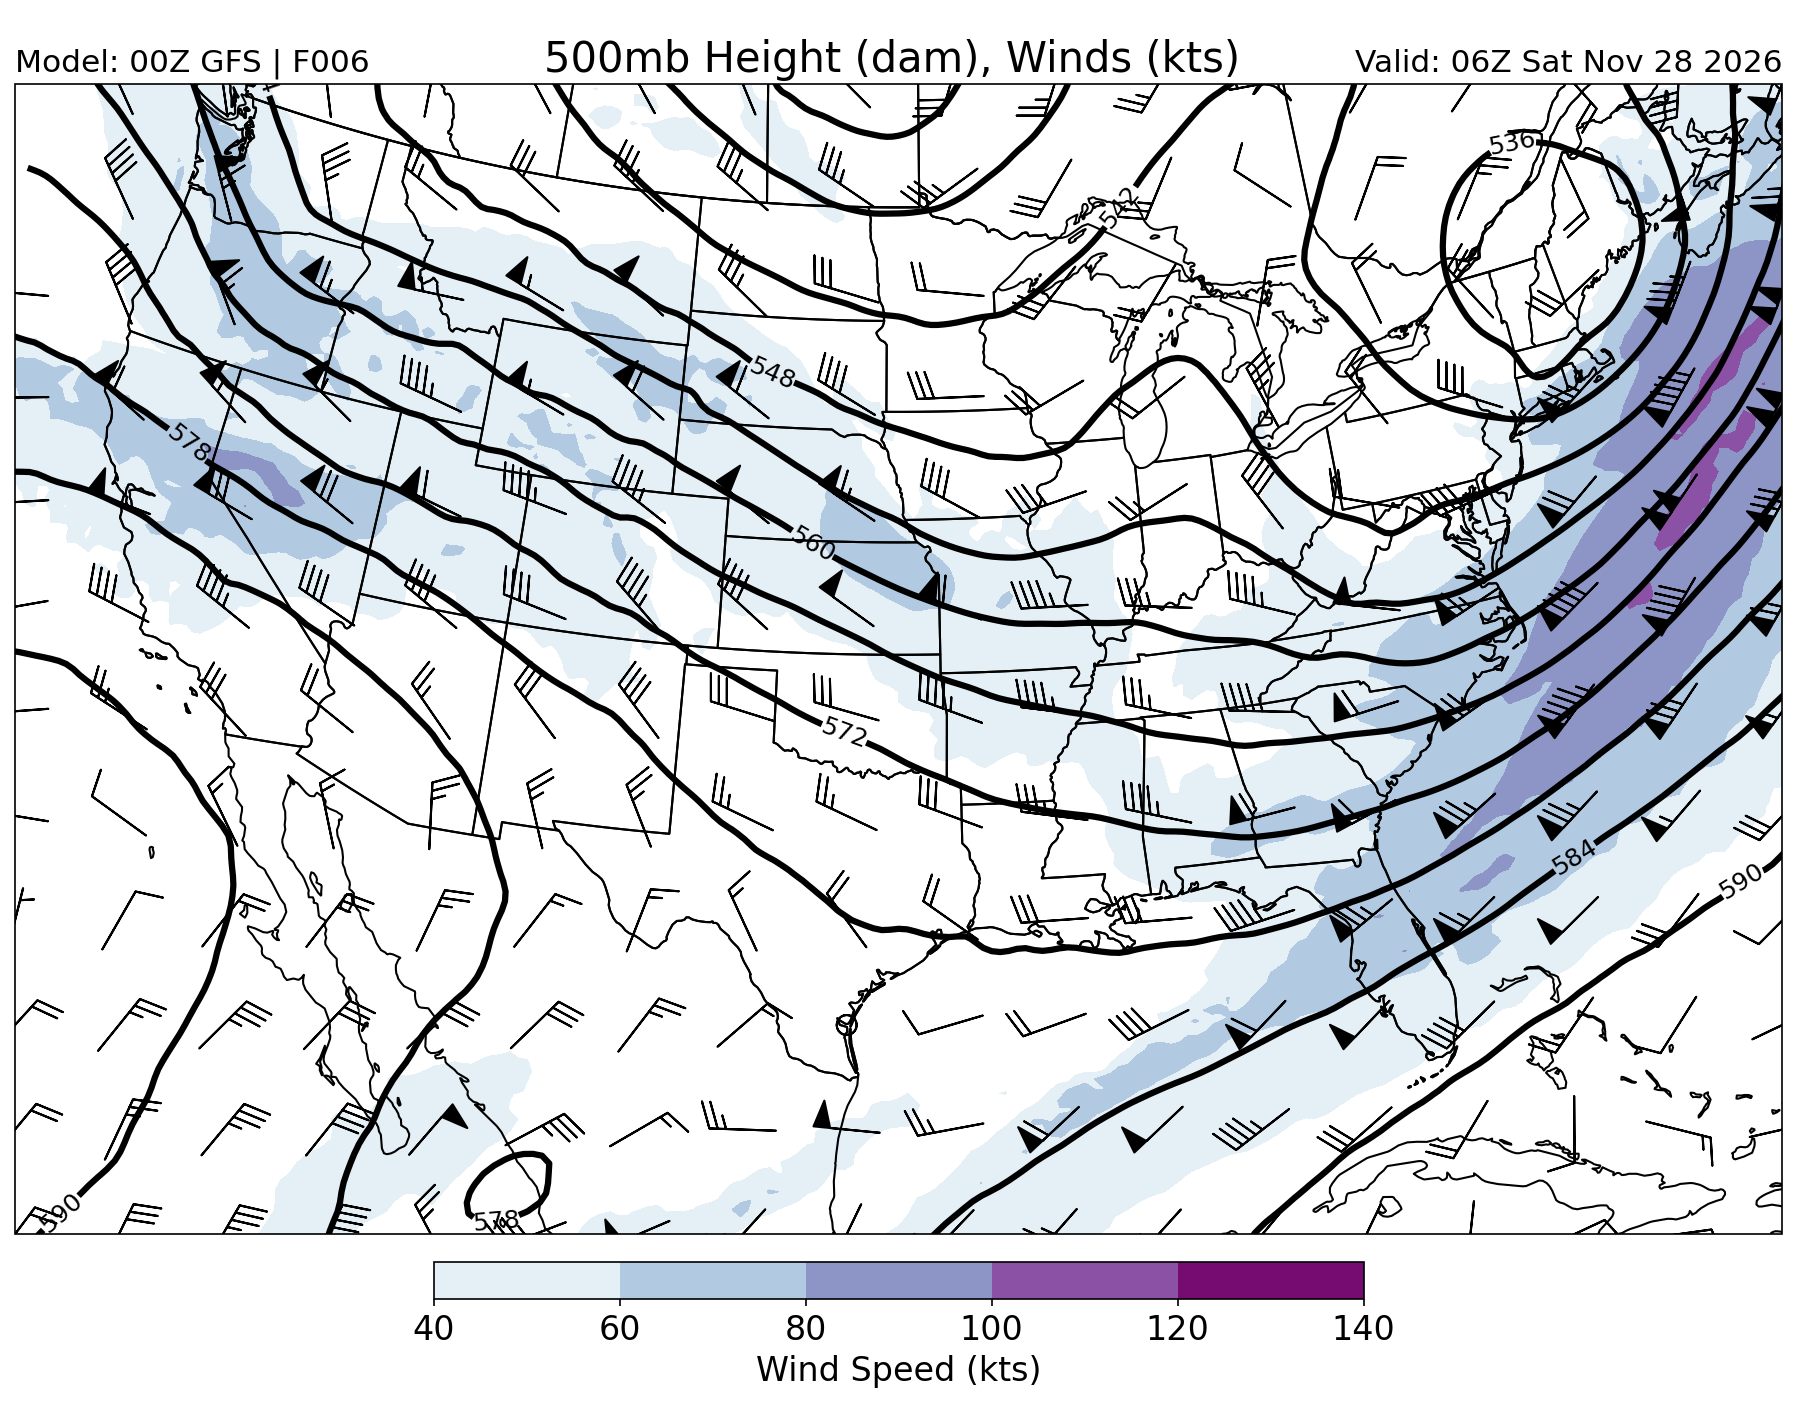 Model: 00Z GFS | F006
500mb Height (dam), Winds (kts)
Valid: 06Z Sat Nov 28 2026
536
542
548
578
560
572
584
590
590
578
40 60 80 100 120 140
Wind Speed (kts)